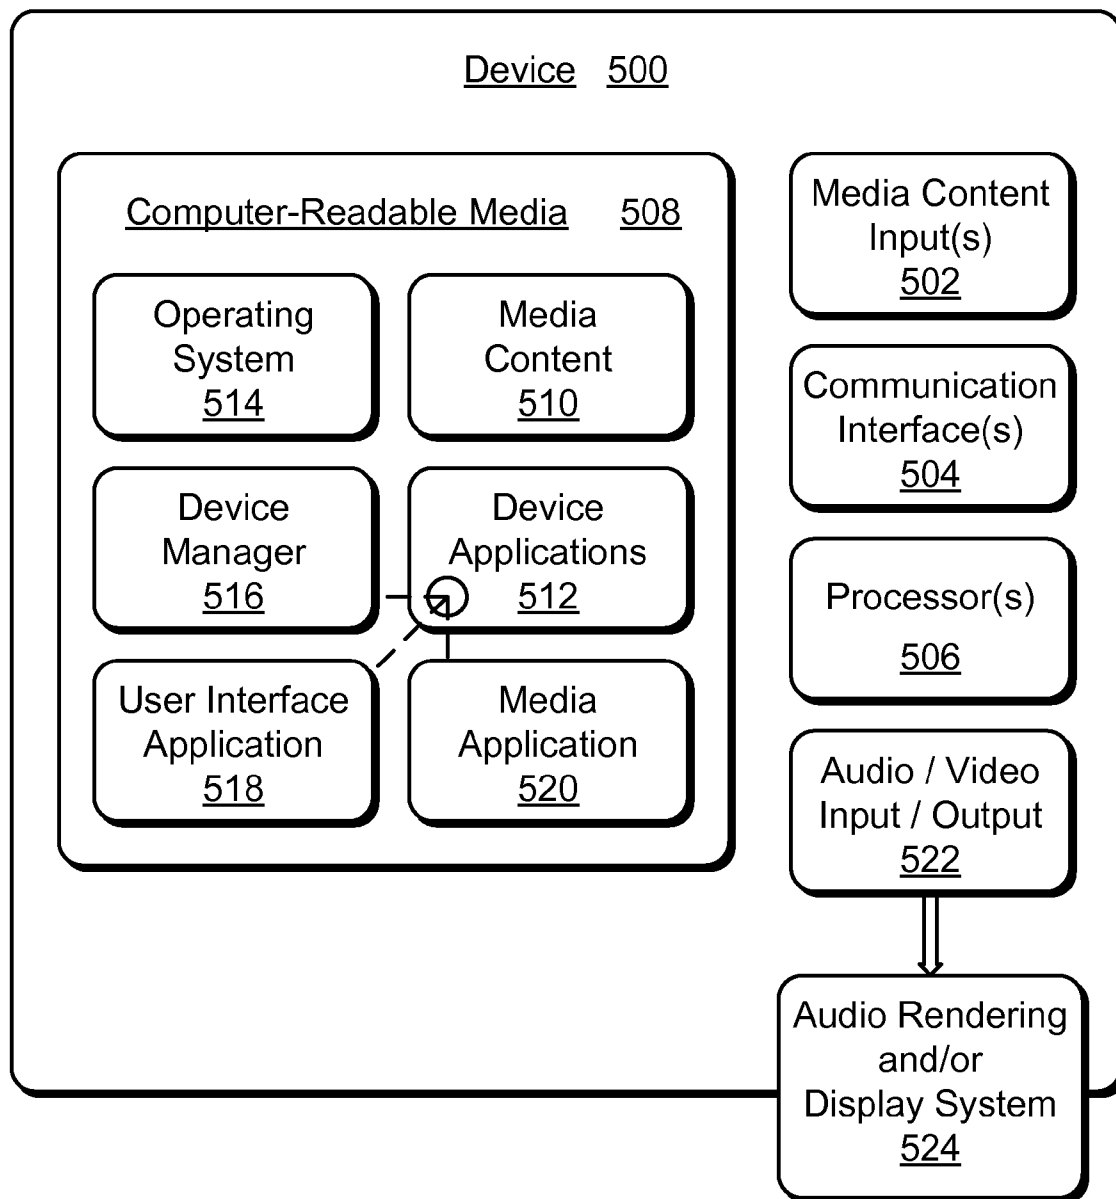 Device 500
Computer-Readable Media 508
Operating
System
514
Media
Content
510
Device
Manager
516
Device
Applications
512
User Interface
Application
518
Media
Application
520
Media Content
Input(s)
502
Communication
Interface(s)
504
Processor(s)
506
Audio / Video
Input / Output
522
Audio Rendering
and/or
Display System
524